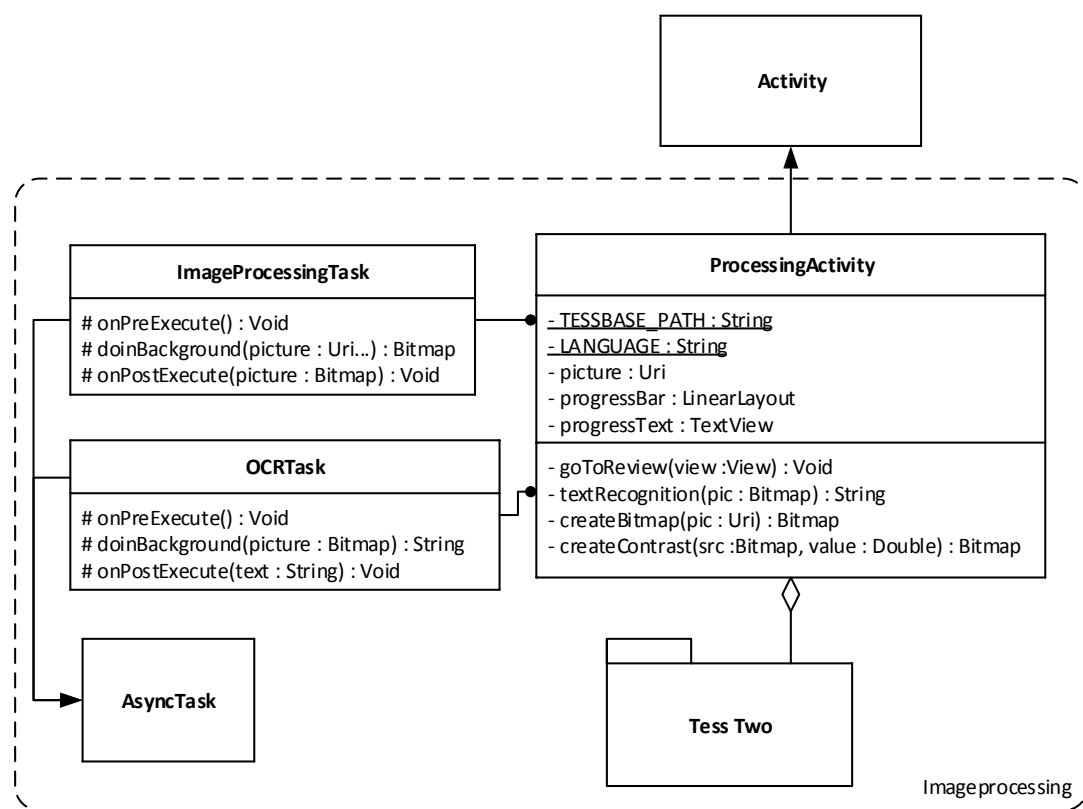 Activity
ImageProcessingTask
# onPreExecute() : Void
# doinBackground(picture : Uri...) : Bitmap
# onPostExecute(picture : Bitmap) : Void
ProcessingActivity
- TESSBASE_PATH : String
- LANGUAGE : String
- picture : Uri
- progressBar : LinearLayout
- progressText : TextView
- goToReview(view :View) : Void
- textRecognition(pic : Bitmap) : String
- createBitmap(pic : Uri) : Bitmap
- createContrast(src :Bitmap, value : Double) : Bitmap
OCRTask
# onPreExecute() : Void
# doinBackground(picture : Bitmap) : String
# onPostExecute(text : String) : Void
AsyncTask
Tess Two
Imageprocessing